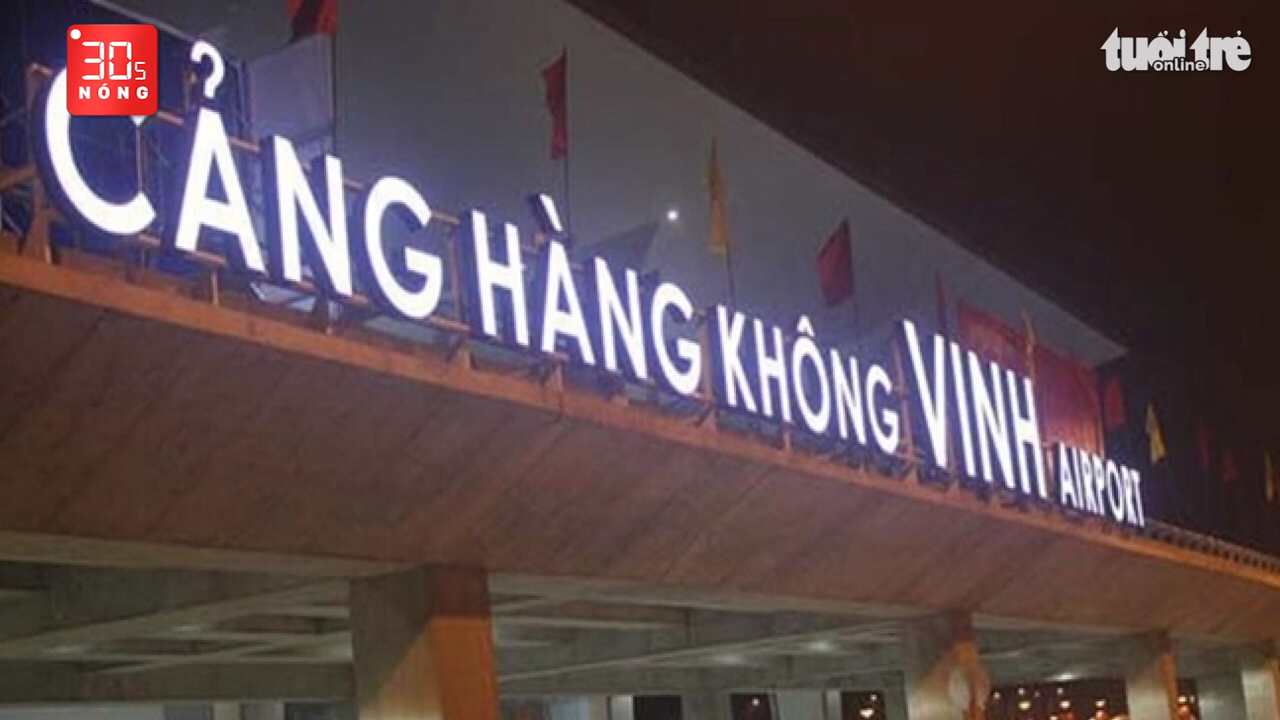 30s
NÓNG
tuổi trẻ
online
CẢNG HÀNG KHÔNG VINH AIRPORT